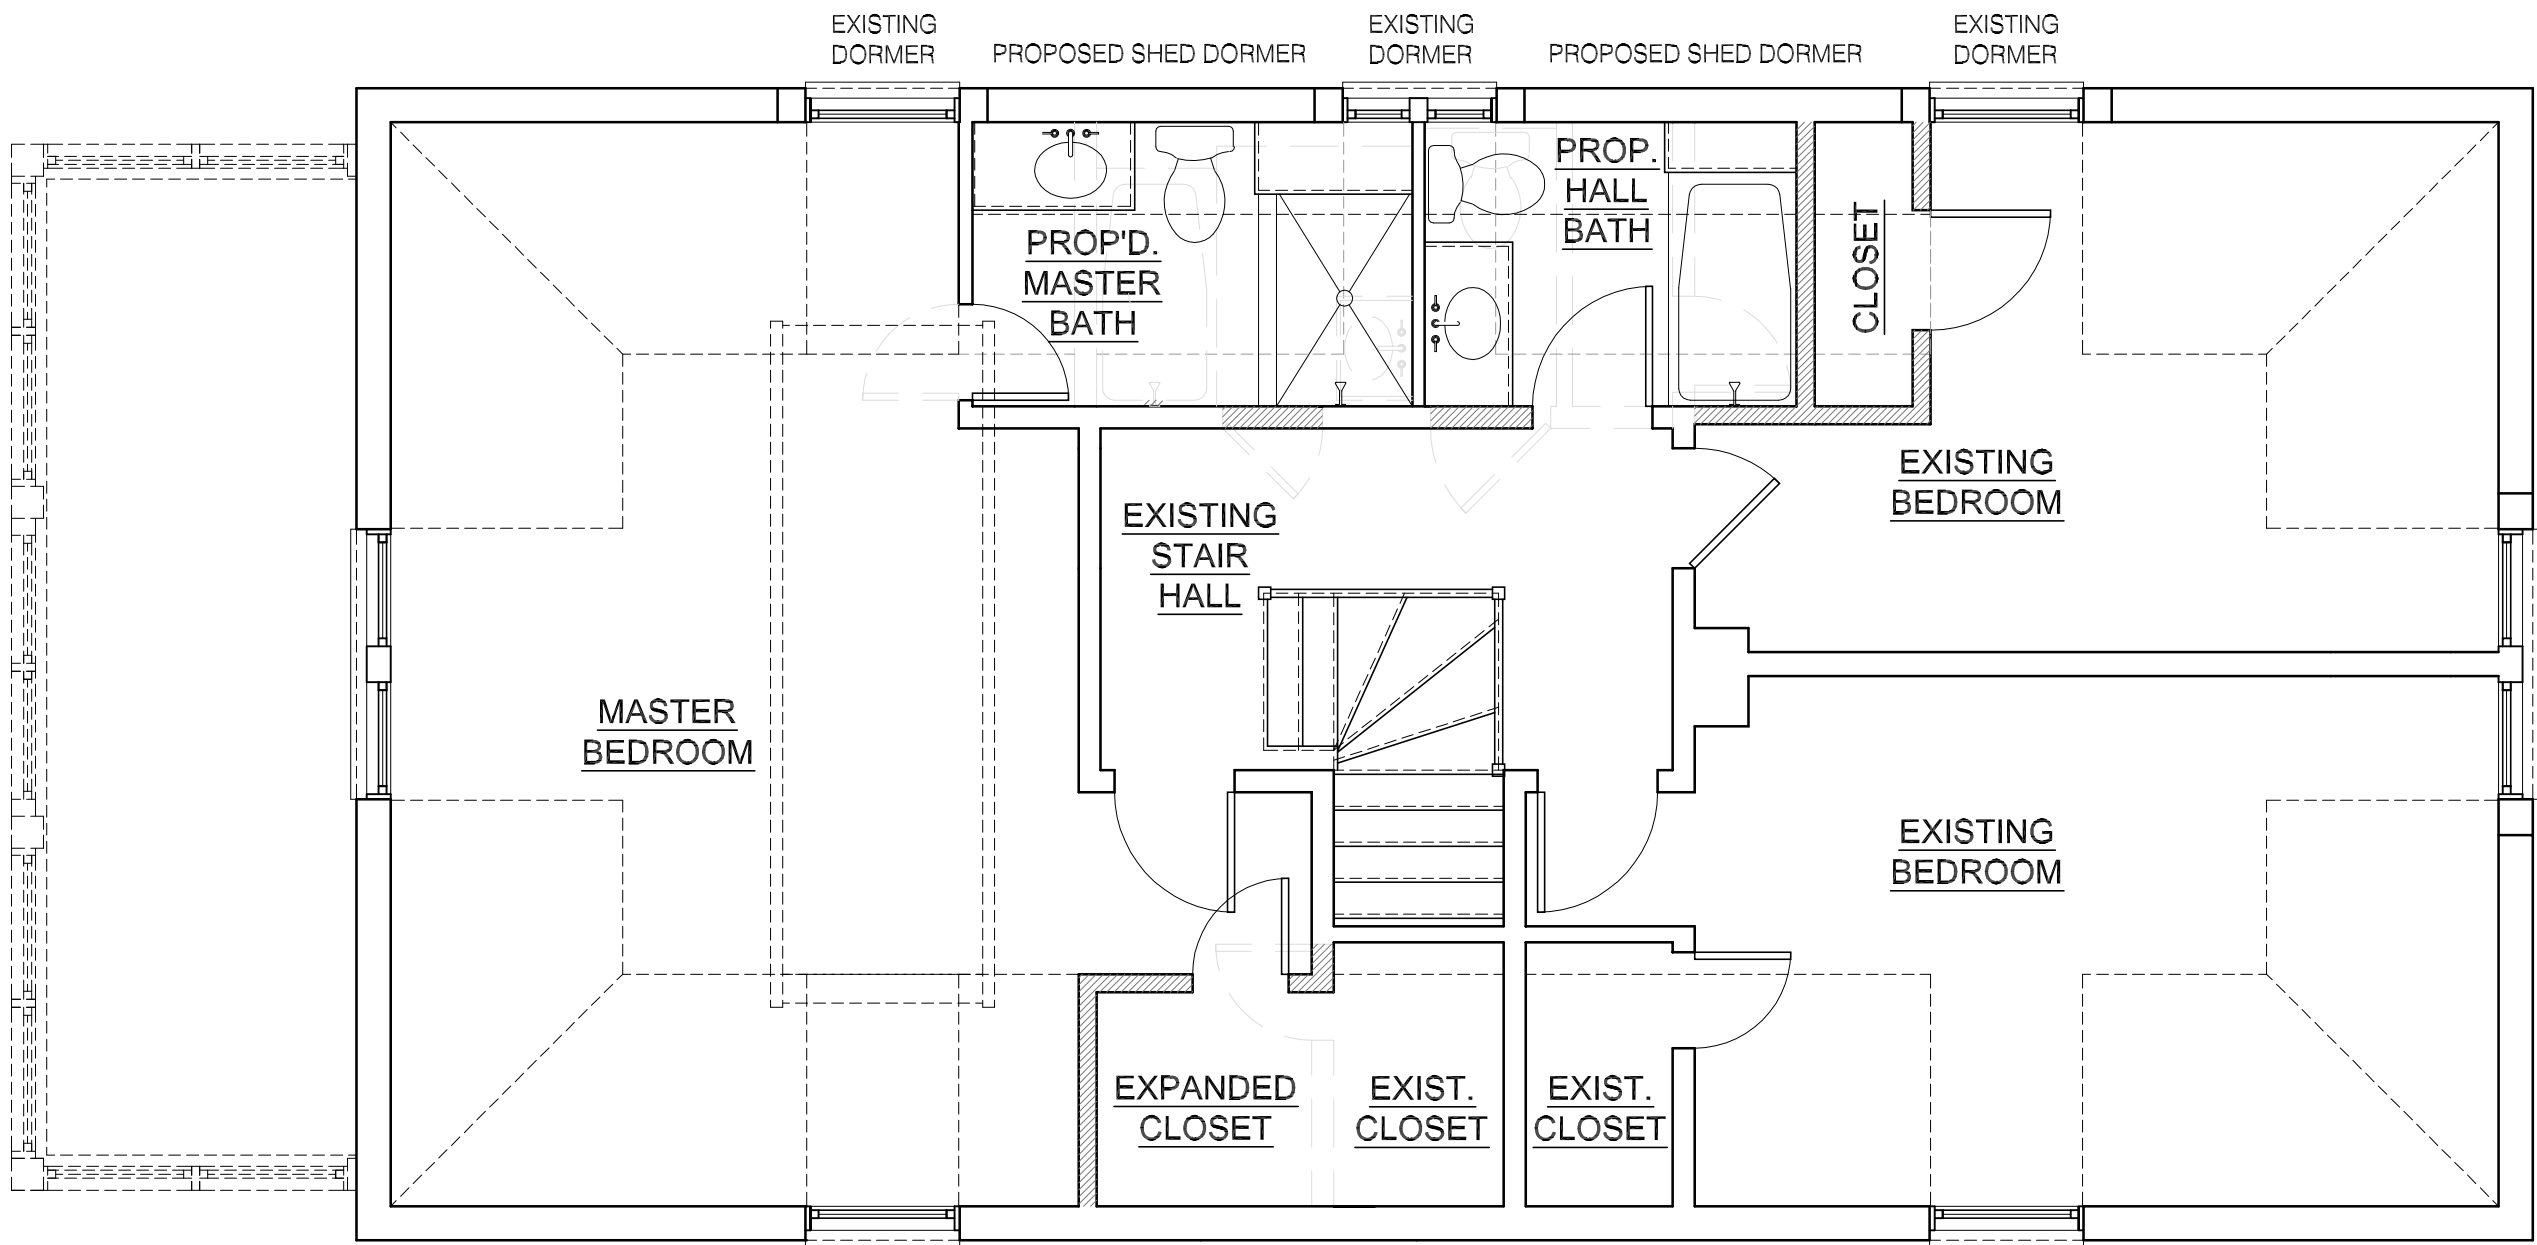 EXISTING
DORMER
PROPOSED SHED DORMER
EXISTING
DORMER
PROPOSED SHED DORMER
EXISTING
DORMER
PROP'D.
MASTER
BATH
PROP.
HALL
BATH
CLOSET
EXISTING
BEDROOM
EXISTING
STAIR
HALL
MASTER
BEDROOM
EXISTING
BEDROOM
EXPANDED
CLOSET
EXIST.
CLOSET
EXIST.
CLOSET